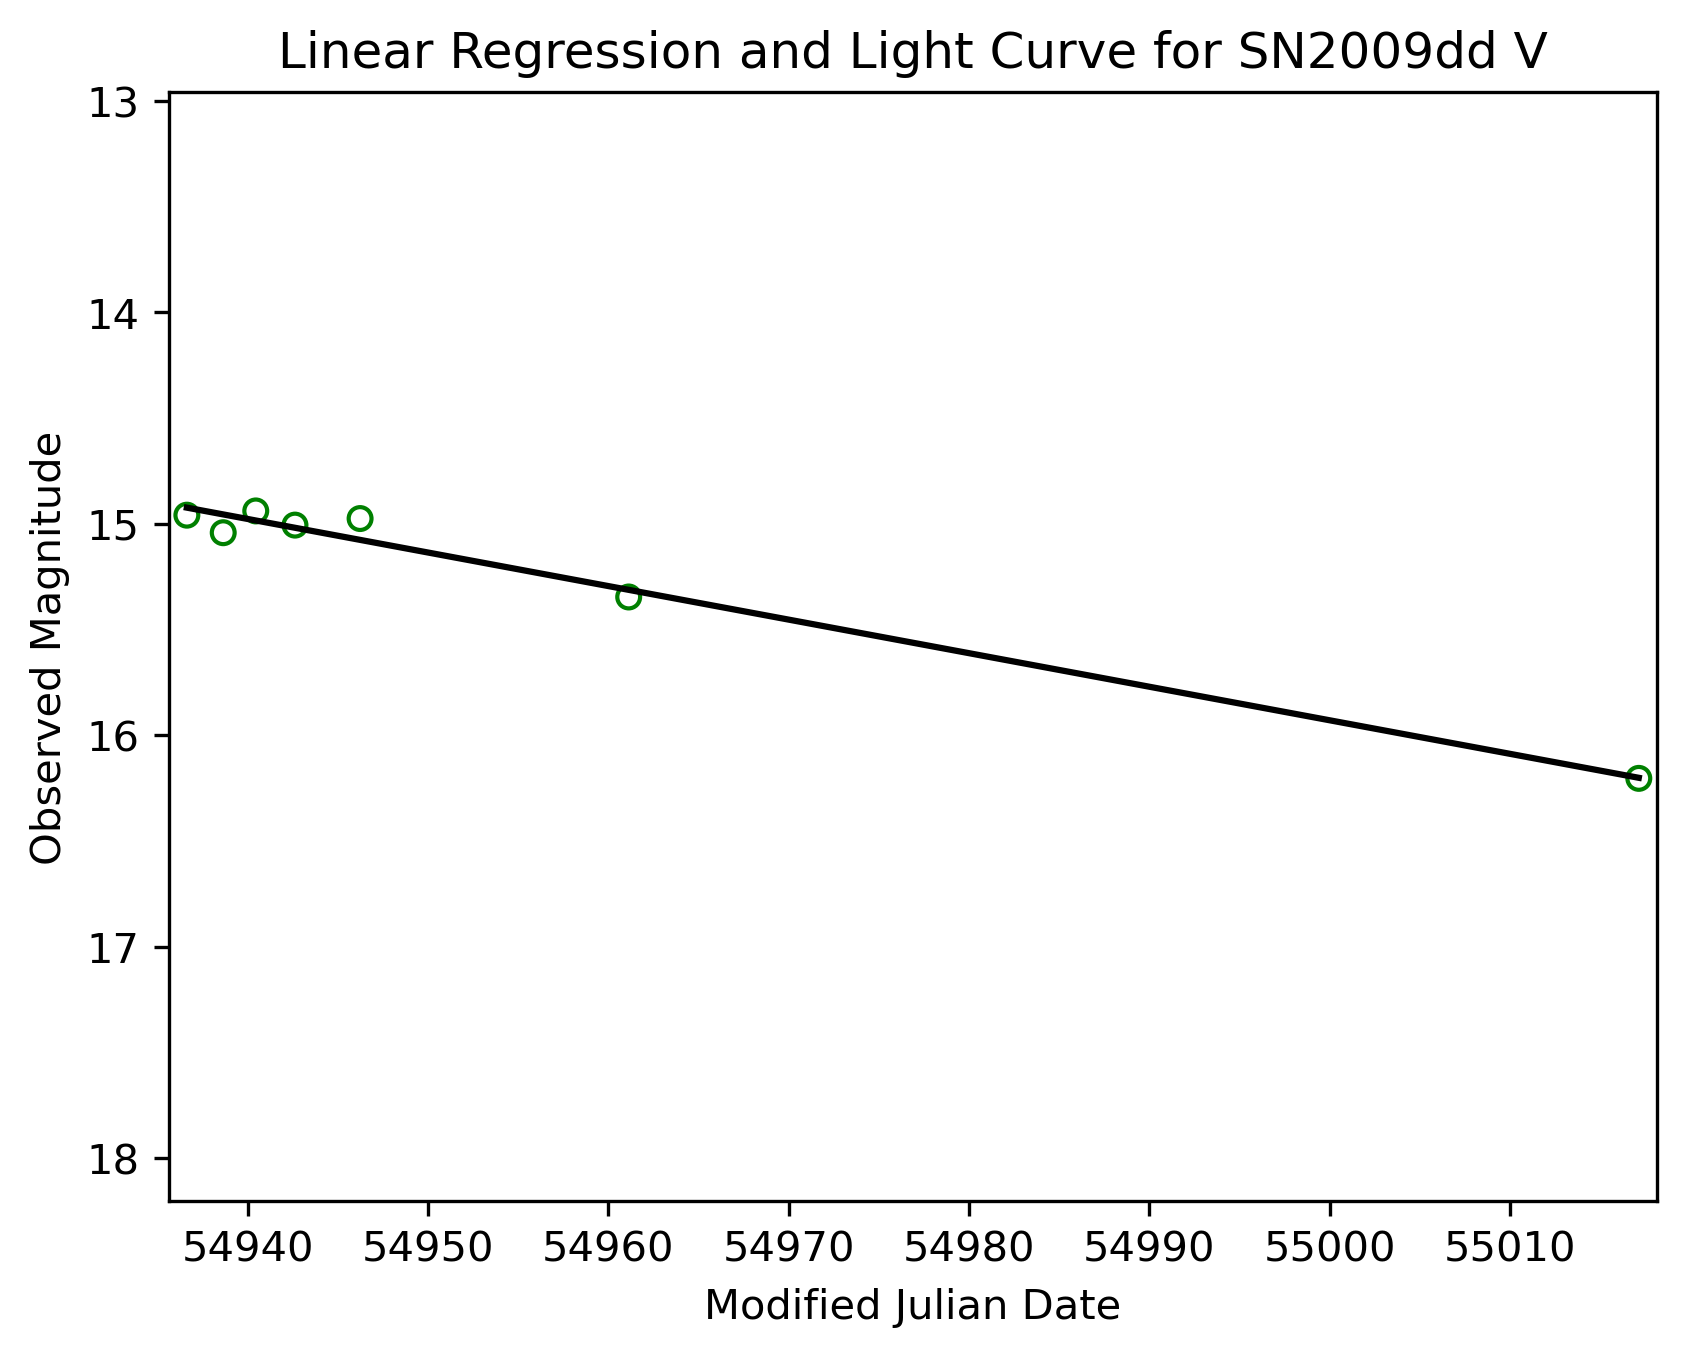 Linear Regression and Light Curve for SN2009dd V
13
14
15
16
17
18
Observed Magnitude
54940 54950 54960 54970 54980 54990 55000 55010
Modified Julian Date